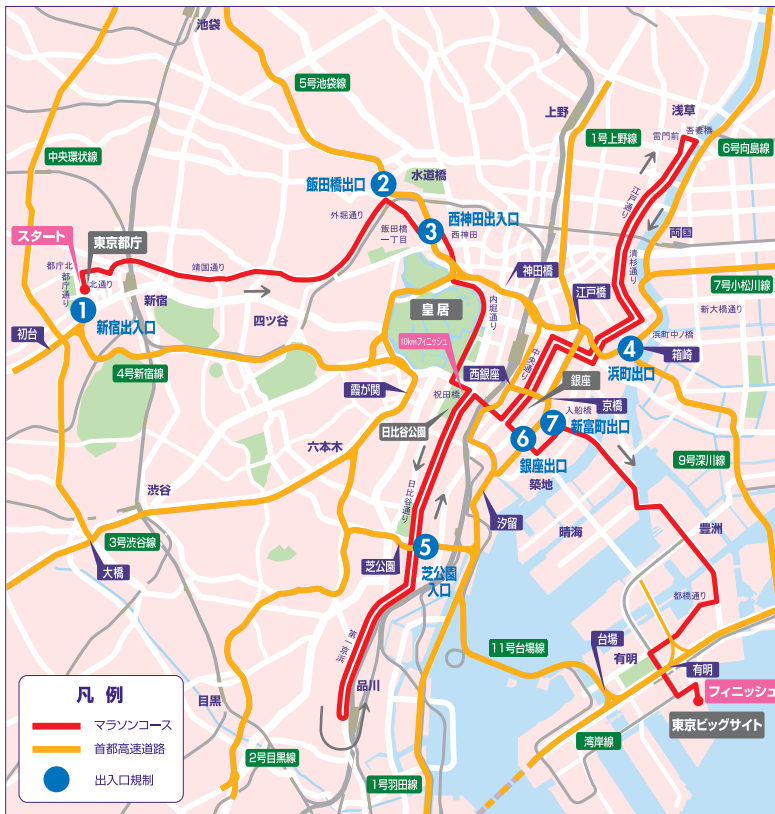 池袋
5号池袋線
上野
浅草
吾妻橋
雷門前
1号上野線
6号向島線
中央環状線
水道橋
飯田橋出口
2
江戸通り
外堀通り
飯田橋
一丁目
3
西神田出入口
西神田
両国
スタート
東京都庁
靖国通り
清杉通り
都庁北
都庁通り
北通り
神田橋
7号小松川線
1
新宿
新宿出入口
四ツ谷
皇居
内堀通り
江戸橋
新大橋通り
初台
10kmフィニッシュ
中央通り
浜町中ノ橋
4
浜町出口
箱崎
4号新宿線
霞が関
西銀座
銀座
祝田橋
日比谷公園
入船橋
京橋
7
新富町出口
6
銀座出口
六本木
築地
9号深川線
渋谷
日比谷通り
汐留
晴海
豊洲
3号渋谷線
大橋
芝公園
5
芝公園
入口
都橋通り
第一京浜
11号台場線
台場
有明
有明
品川
目黒
フィニッシュ
東京ビッグサイト
湾岸線
2号目黒線
1号羽田線
凡例
マラソンコース
首都高速道路
出入口規制